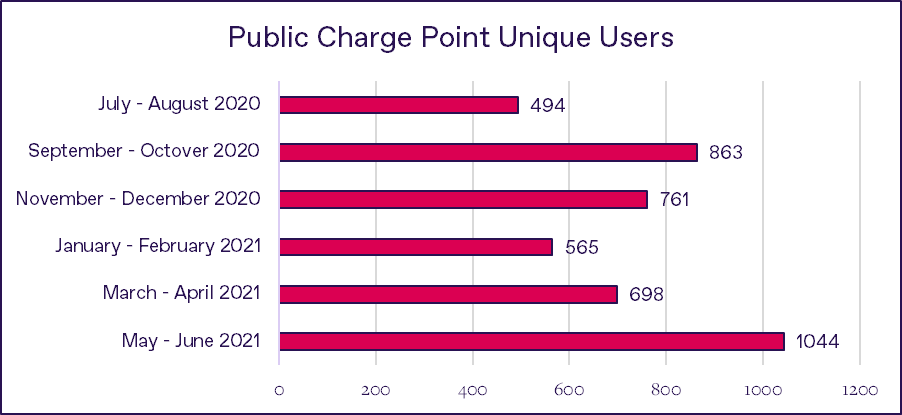 Public Charge Point Unique Users
July - August 2020 494
September - Octover 2020 863
November - December 2020 761
January - February 2021 565
March - April 2021 698
May - June 2021 1044
0 200 400 600 800 1000 1200